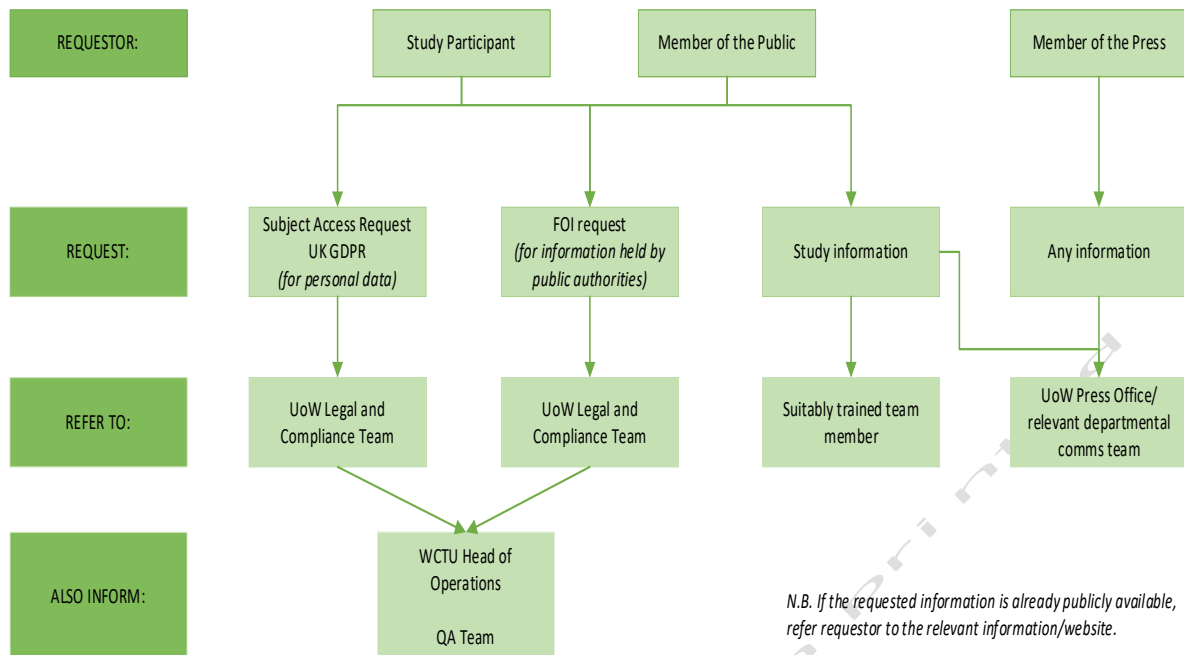 REQUESTOR:
Study Participant
Member of the Public
Member of the Press
REQUEST:
Subject Access Request
UK GDPR
(for personal data)
FOI request
(for information held by
public authorities)
Study information
Any information
REFER TO:
UoW Legal and
Compliance Team
UoW Legal and
Compliance Team
Suitably trained team
member
UoW Press Office/
relevant departmental
comms team
ALSO INFORM:
WCTU Head of
Operations
QA Team
N.B. If the requested information is already publicly available,
refer requestor to the relevant information/website.